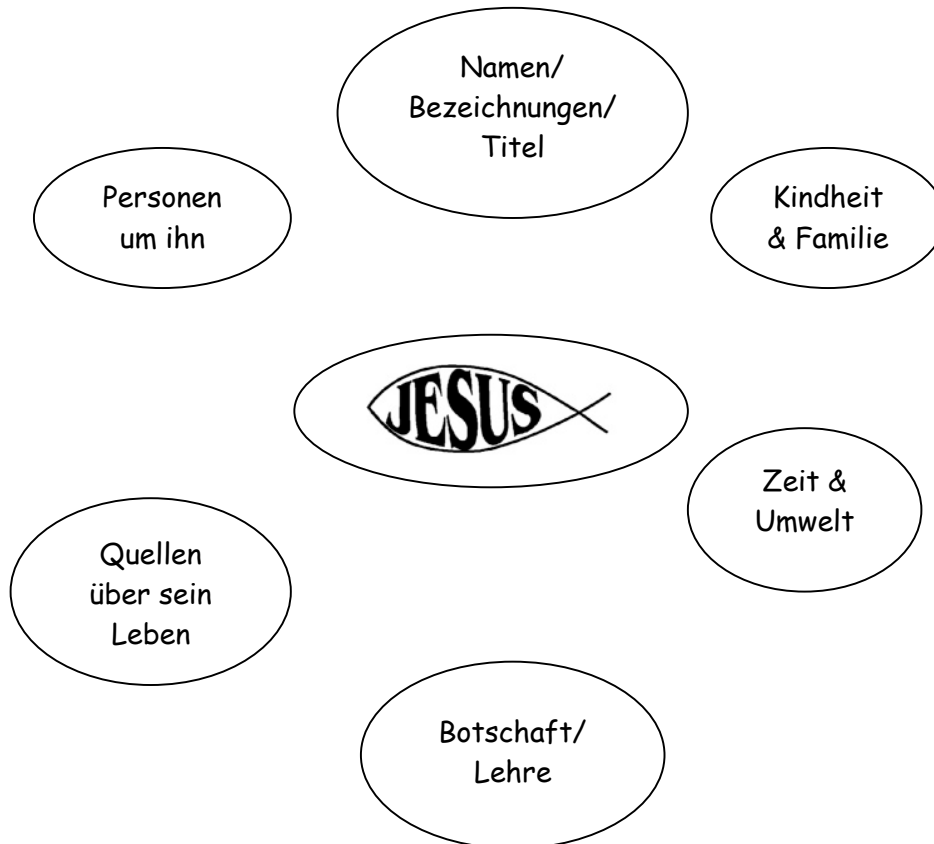 Namen/
Bezeichnungen/
Titel
Personen
um ihn
Kindheit
& Familie
JESUS
Zeit &
Umwelt
Quellen
über sein
Leben
Botschaft/
Lehre